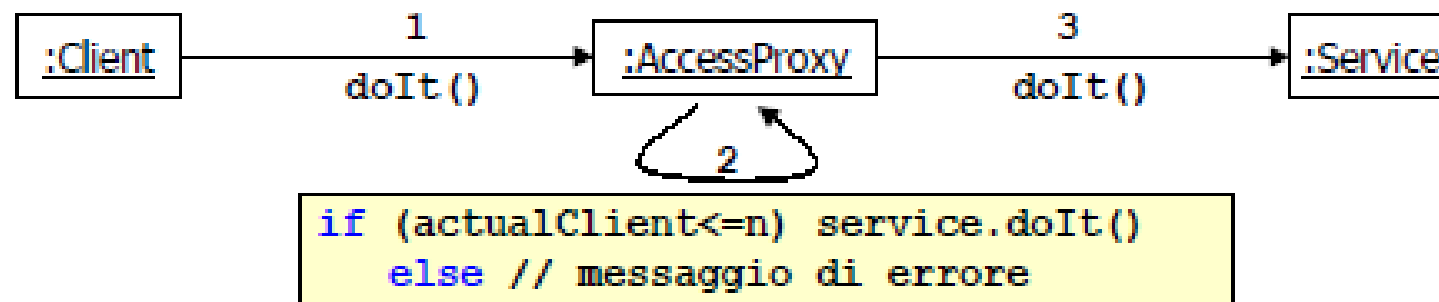 1
3
:Client
:AccessProxy
:Service
doIt()
doIt()
2
if (actualClient<=n) service.doIt()
else // messaggio di errore